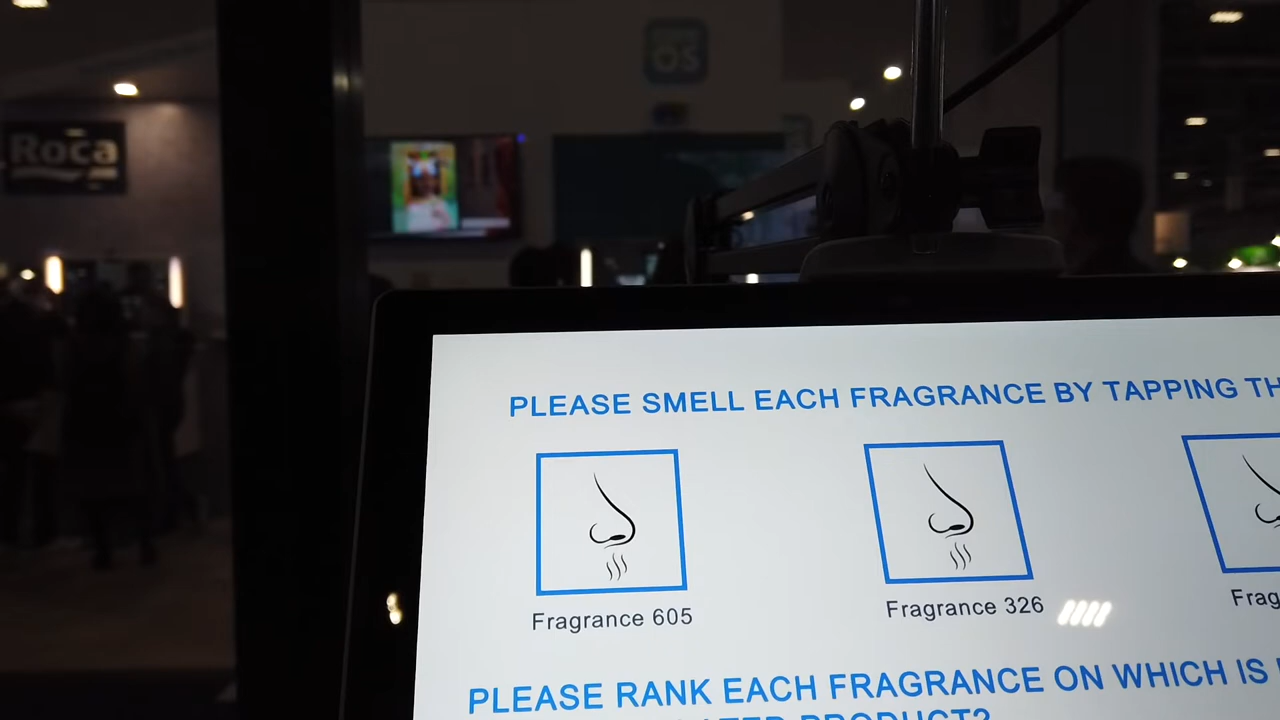 Roca
OS
PLEASE SMELL EACH FRAGRANCE BY TAPPING TH
Fragrance 605
Fragrance 326
Frag
PLEASE RANK EACH FRAGRANCE ON WHICH IS
PRODUCT?